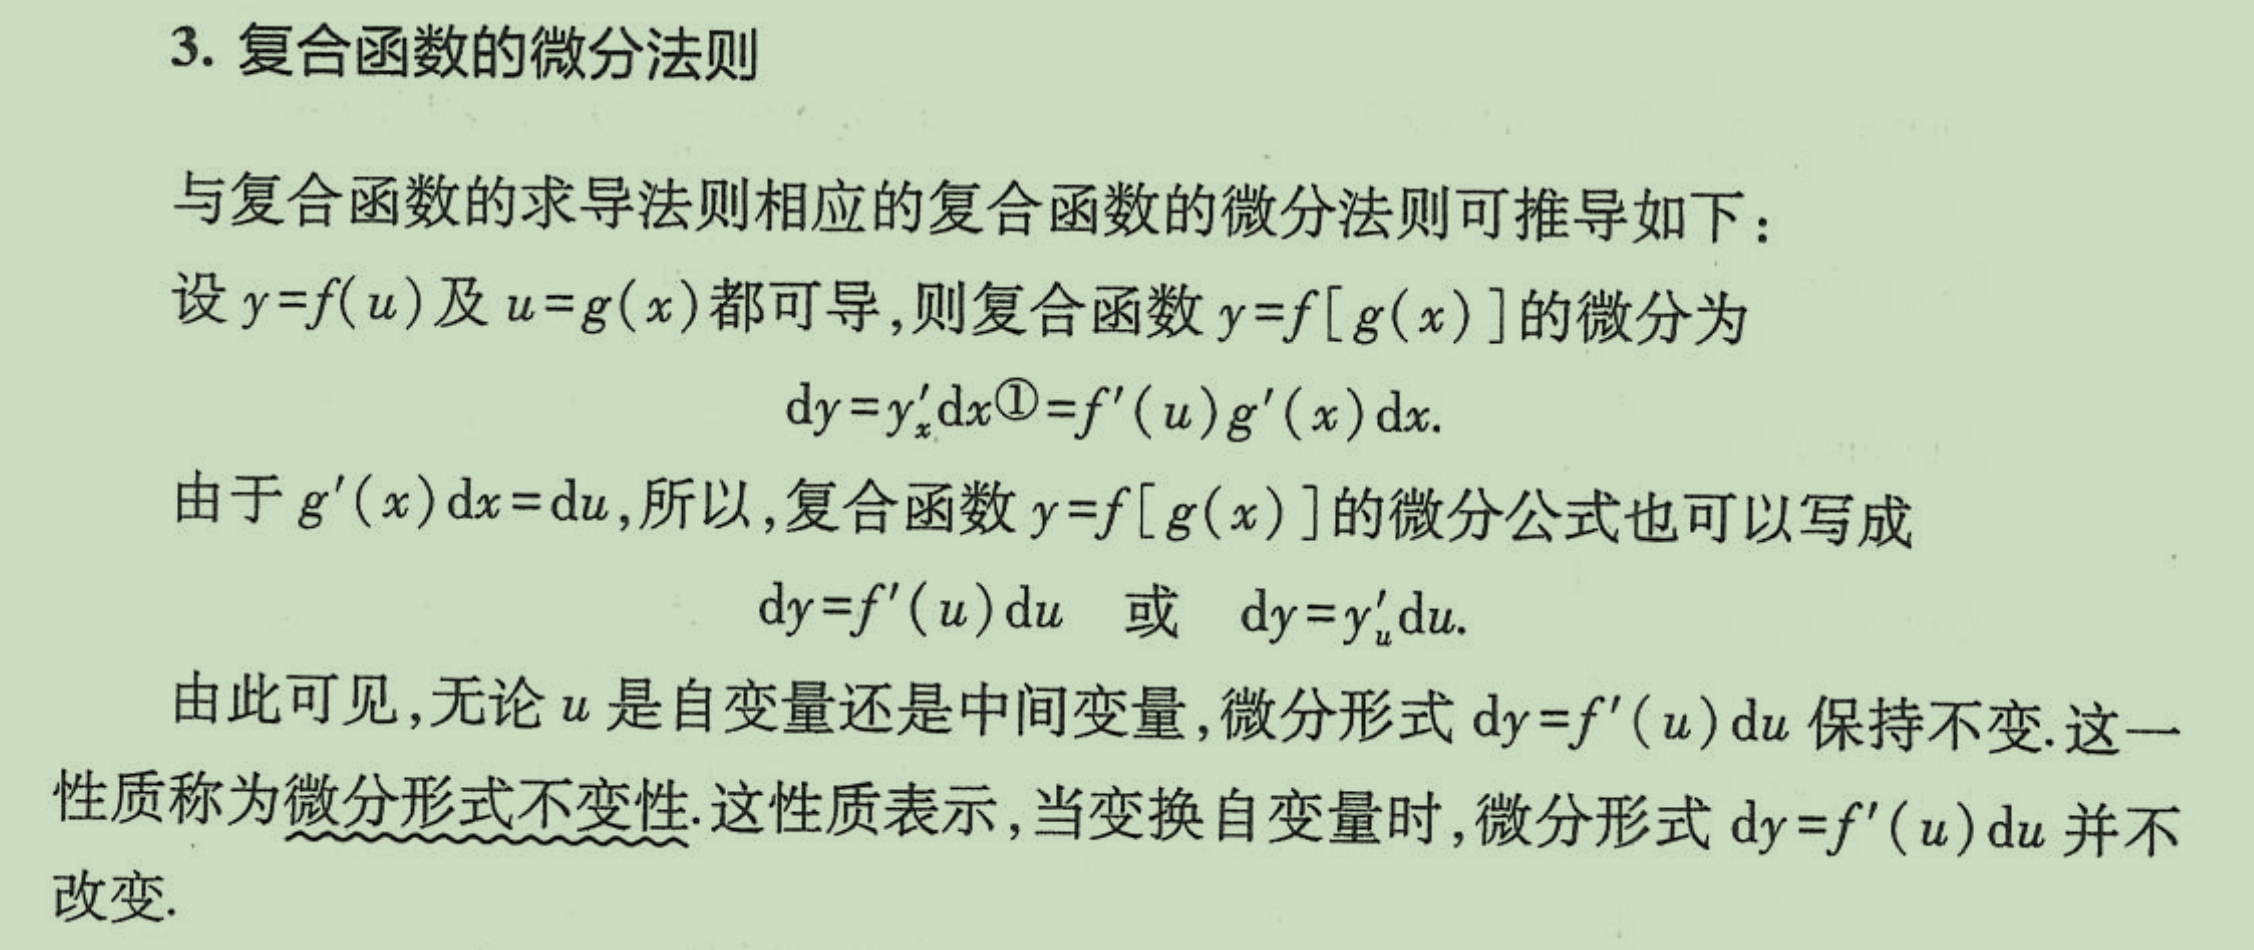 3. 复合函数的微分法则
与复合函数的求导法则相应的复合函数的微分法则可推导如下:
设 y=f(u)及 u=g(x)都可导,则复合函数 y=f[g(x)]的微分为
dy=y′ₓdx①=f′(u)g′(x)dx.
由于 g′(x)dx=du,所以,复合函数 y=f[g(x)]的微分公式也可以写成
dy=f′(u)du 或 dy=y′ᵤdu.
由此可见,无论 u 是自变量还是中间变量,微分形式 dy=f′(u)du 保持不变.这一
性质称为微分形式不变性.这性质表示,当变换自变量时,微分形式 dy=f′(u)du 并不
改变.